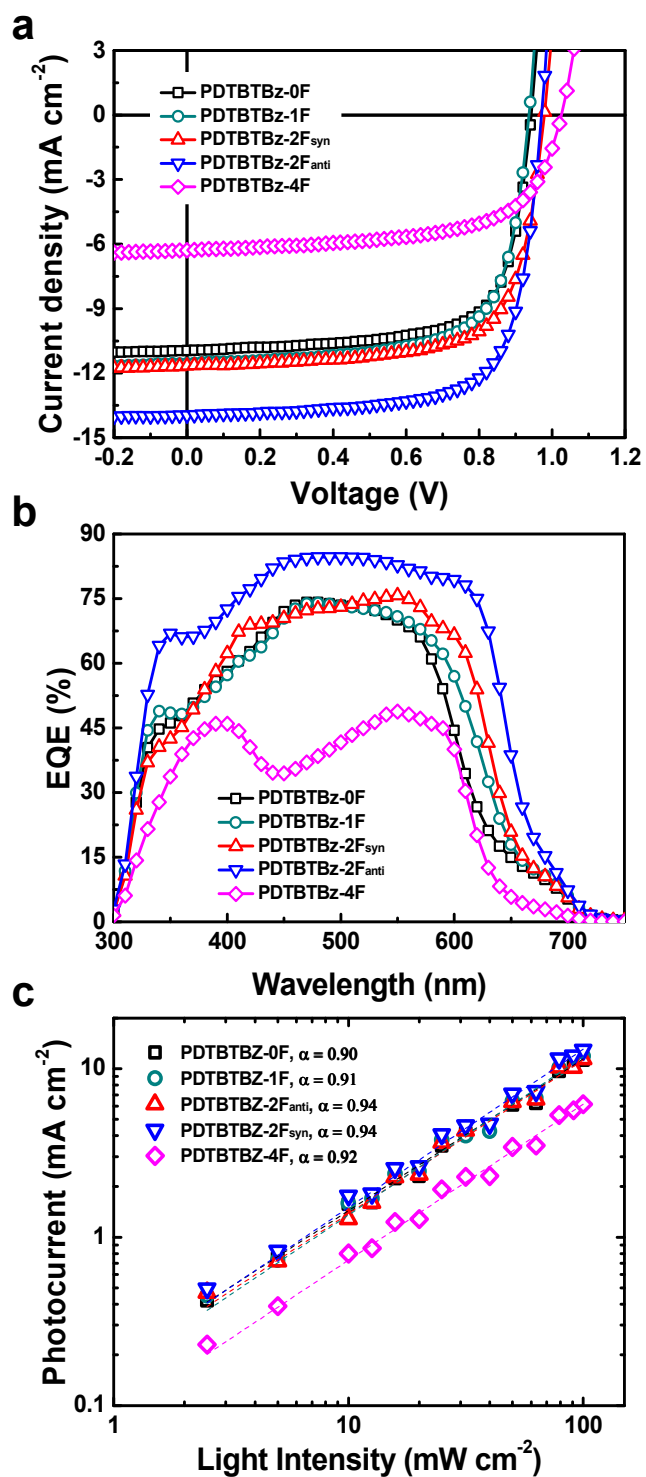 a
3
0
-3
-6
-9
-12
-15
Current density (mA cm-2)
PDTBTBz-0F
PDTBTBz-1F
PDTBTBz-2Fsyn
PDTBTBz-2Fanti
PDTBTBz-4F
-0.2 0.0 0.2 0.4 0.6 0.8 1.0 1.2
Voltage (V)
b
90
75
60
45
30
15
0
EQE (%)
PDTBTBz-0F
PDTBTBz-1F
PDTBTBz-2Fsyn
PDTBTBz-2Fanti
PDTBTBz-4F
300 400 500 600 700
Wavelength (nm)
c
10
1
0.1
Photocurrent (mA cm-2)
PDTBTBZ-0F, α = 0.90
PDTBTBZ-1F, α = 0.91
PDTBTBZ-2Fanti, α = 0.94
PDTBTBZ-2Fsyn, α = 0.94
PDTBTBZ-4F, α = 0.92
1 10 100
Light Intensity (mW cm-2)